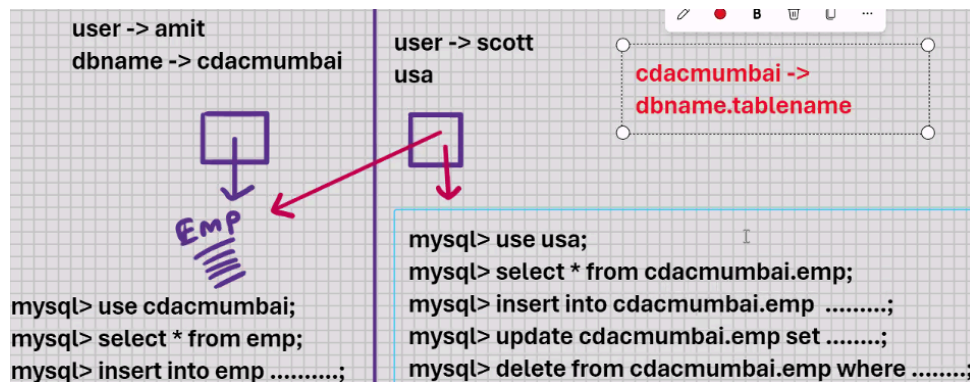 user -> amit
dbname -> cdacmumbai
EMP
mysql> use cdacmumbai;
mysql> select * from emp;
mysql> insert into emp ..........;
user -> scott
usa
B
cdacmumbai ->
dbname.tablename
mysql> use usa;
mysql> select * from cdacmumbai.emp;
mysql> insert into cdacmumbai.emp .........;
mysql> update cdacmumbai.emp set ........;
mysql> delete from cdacmumbai.emp where ........;